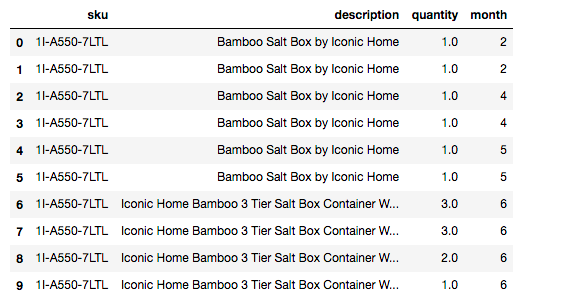 sku description quantity month
0 1I-A550-7LTL Bamboo Salt Box by Iconic Home 1.0 2
1 1I-A550-7LTL Bamboo Salt Box by Iconic Home 1.0 2
2 1I-A550-7LTL Bamboo Salt Box by Iconic Home 1.0 4
3 1I-A550-7LTL Bamboo Salt Box by Iconic Home 1.0 4
4 1I-A550-7LTL Bamboo Salt Box by Iconic Home 1.0 5
5 1I-A550-7LTL Bamboo Salt Box by Iconic Home 1.0 5
6 1I-A550-7LTL Iconic Home Bamboo 3 Tier Salt Box Container W... 3.0 6
7 1I-A550-7LTL Iconic Home Bamboo 3 Tier Salt Box Container W... 3.0 6
8 1I-A550-7LTL Iconic Home Bamboo 3 Tier Salt Box Container W... 2.0 6
9 1I-A550-7LTL Iconic Home Bamboo 3 Tier Salt Box Container W... 1.0 6